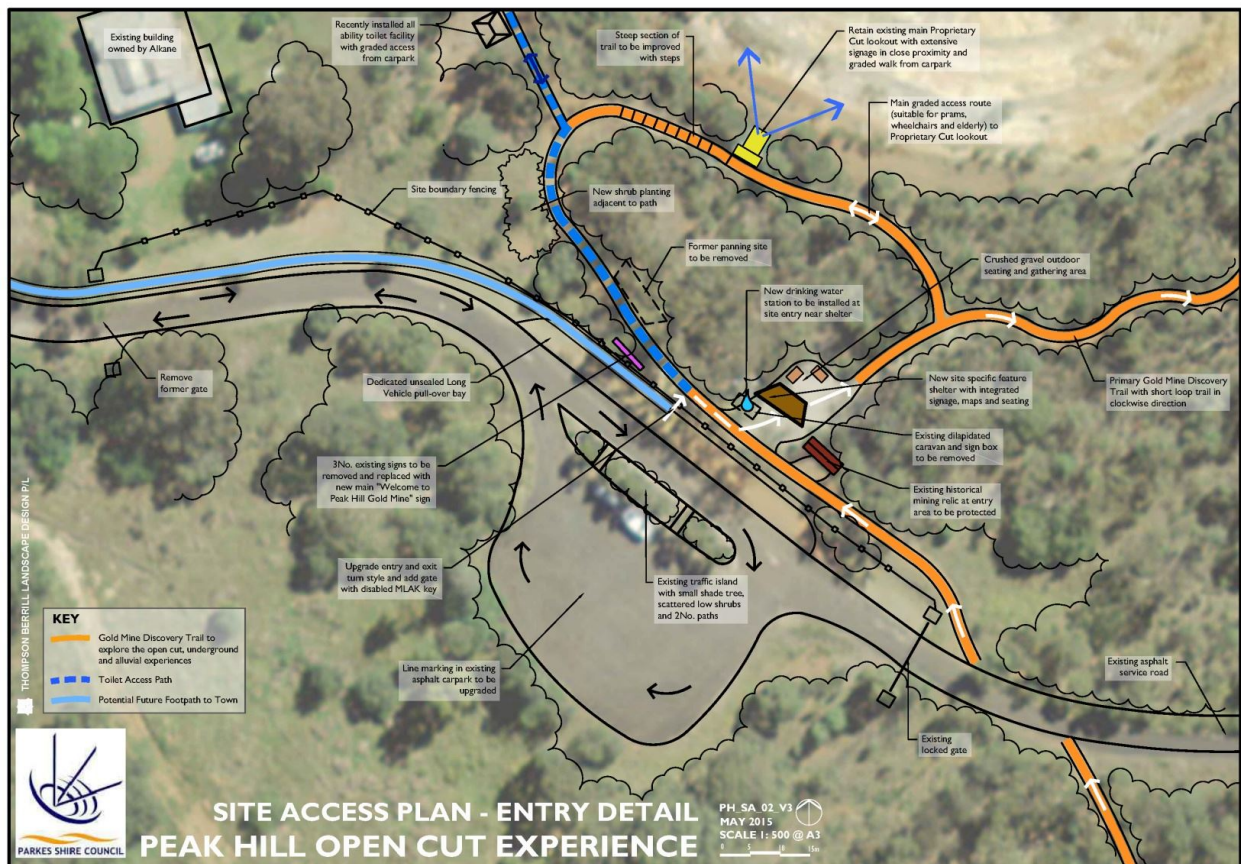 Existing building
owned by Alkane
Recently installed all
ability toilet facility
with graded access
from carpark
Steep section of
trail to be improved
with steps
Retain existing main Proprietary
Cut lookout with extensive
signage in close proximity and
graded walk from carpark
Main graded access route
(suitable for prams,
wheelchairs and elderly) to
Proprietary Cut lookout
Site boundary fencing
New shrub planting
adjacent to path
Former panning site
to be removed
Crushed gravel outdoor
seating and gathering area
New drinking water
station to be installed at
site entry near shelter
Remove
former gate
Dedicated unsealed Long
Vehicle pull-over bay
New site specific feature
shelter with integrated
signage, maps and seating
Primary Gold Mine Discovery
Trail with short loop trail in
clockwise direction
Existing dilapidated
caravan and sign box
to be removed
3No. existing signs to be
removed and replaced with
new main "Welcome to
Peak Hill Gold Mine" sign
Existing historical
mining relic at entry
area to be protected
Upgrade entry and exit
turn style and add gate
with disabled MLAK key
Existing traffic island
with small shade tree,
scattered low shrubs
and 2No. paths
Line marking in existing
asphalt carpark to be
upgraded
Existing asphalt
service road
Existing
locked gate
THOMPSON BERRILL LANDSCAPE DESIGN P/L
KEY
Gold Mine Discovery Trail to
explore the open cut, underground
and alluvial experiences
Toilet Access Path
Potential Future Footpath to Town
PARKES SHIRE COUNCIL
SITE ACCESS PLAN - ENTRY DETAIL
PEAK HILL OPEN CUT EXPERIENCE
PH_SA_02_V3
MAY 2015
SCALE 1: 500 @ A3
0 5 10 15m